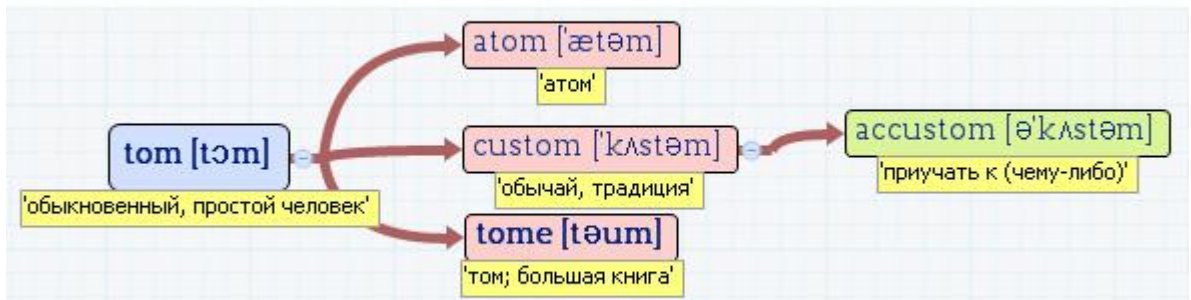 atom ['ætəm]
'атом'
tom [tɔm]
'обыкновенный, простой человек'
custom ['kʌstəm]
'обычай, традиция'
accustom [ə'kʌstəm]
'приучать к (чему-либо)'
tome [təum]
'том; большая книга'